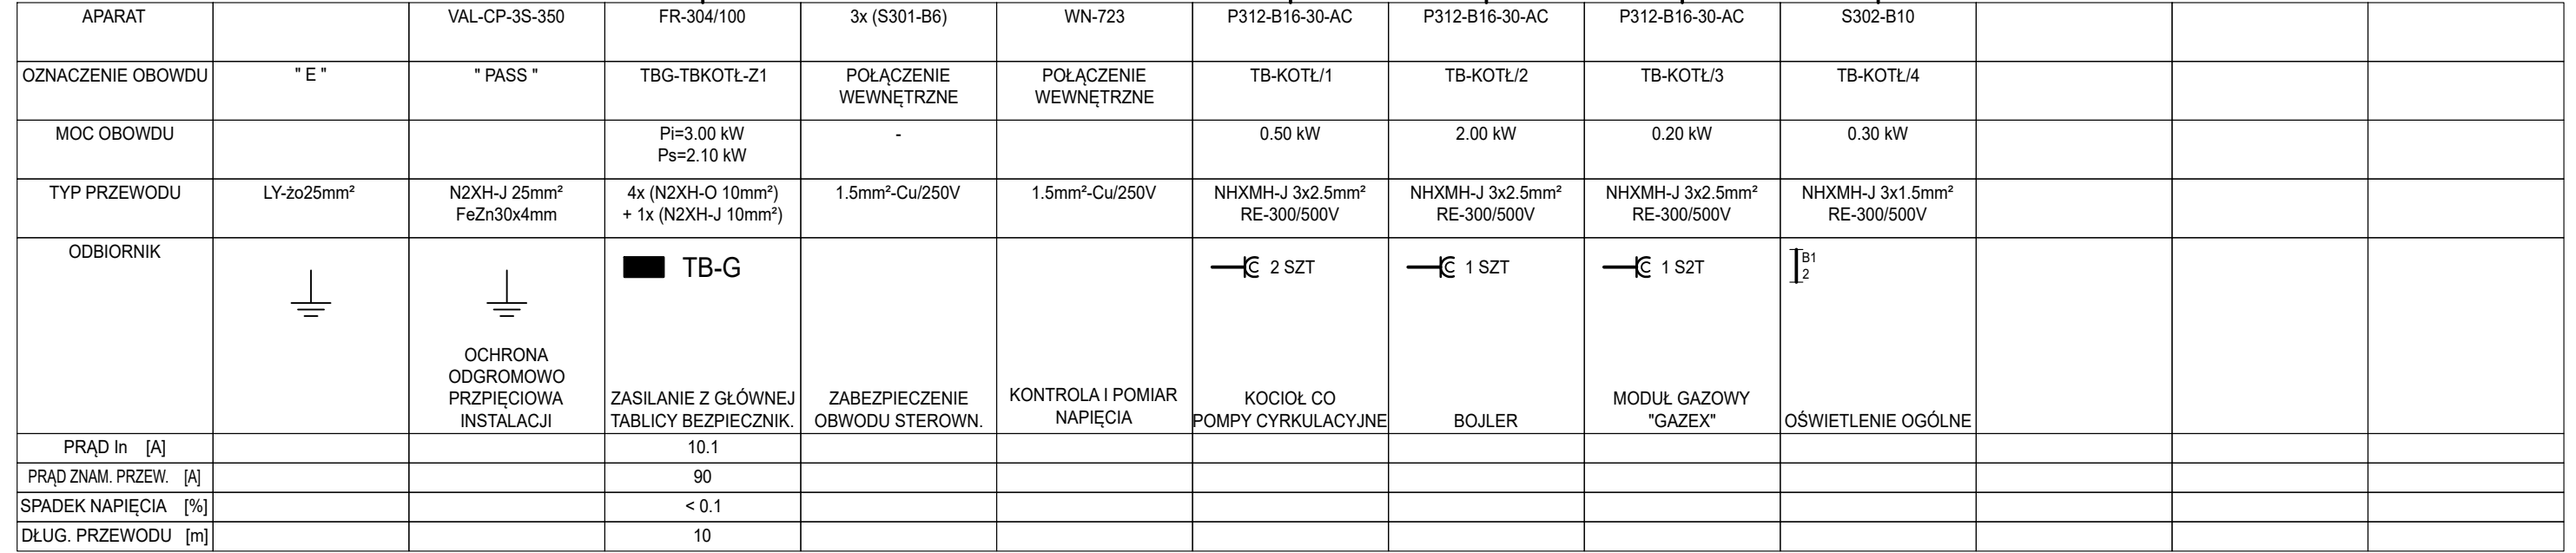 APARAT VAL-CP-3S-350 FR-304/100 3x (S301-B6) WN-723 P312-B16-30-AC P312-B16-30-AC P312-B16-30-AC S302-B10
OZNACZENIE OBOWDU " E " " PASS " TBG-TBKOTŁ-Z1 POŁĄCZENIE POŁĄCZENIE TB-KOTŁ/1 TB-KOTŁ/2 TB-KOTŁ/3 TB-KOTŁ/4
WEWNĘTRZNE WEWNĘTRZNE
MOC OBOWDU Pi=3.00 kW - 0.50 kW 2.00 kW 0.20 kW 0.30 kW
Ps=2.10 kW
TYP PRZEWODU LY-żo25mm² N2XH-J 25mm² 4x (N2XH-O 10mm²) 1.5mm²-Cu/250V 1.5mm²-Cu/250V NHXMH-J 3x2.5mm² NHXMH-J 3x2.5mm² NHXMH-J 3x2.5mm² NHXMH-J 3x1.5mm²
FeZn30x4mm + 1x (N2XH-J 10mm²) RE-300/500V RE-300/500V RE-300/500V RE-300/500V
ODBIORNIK
TB-G 2 SZT 1 SZT 1 S2T B1
2
OCHRONA
ODGROMOWO
PRZPIĘCIOWA ZASILANIE Z GŁÓWNEJ ZABEZPIECZENIE KONTROLA I POMIAR KOCIOŁ CO MODUŁ GAZOWY
INSTALACJI TABLICY BEZPIECZNIK. OBWODU STEROWN. NAPIĘCIA POMPY CYRKULACYJNE BOJLER "GAZEX" OŚWIETLENIE OGÓLNE
PRĄD In [A] 10.1
PRĄD ZNAM. PRZEW. [A] 90
SPADEK NAPIĘCIA [%] < 0.1
DŁUG. PRZEWODU [m] 10